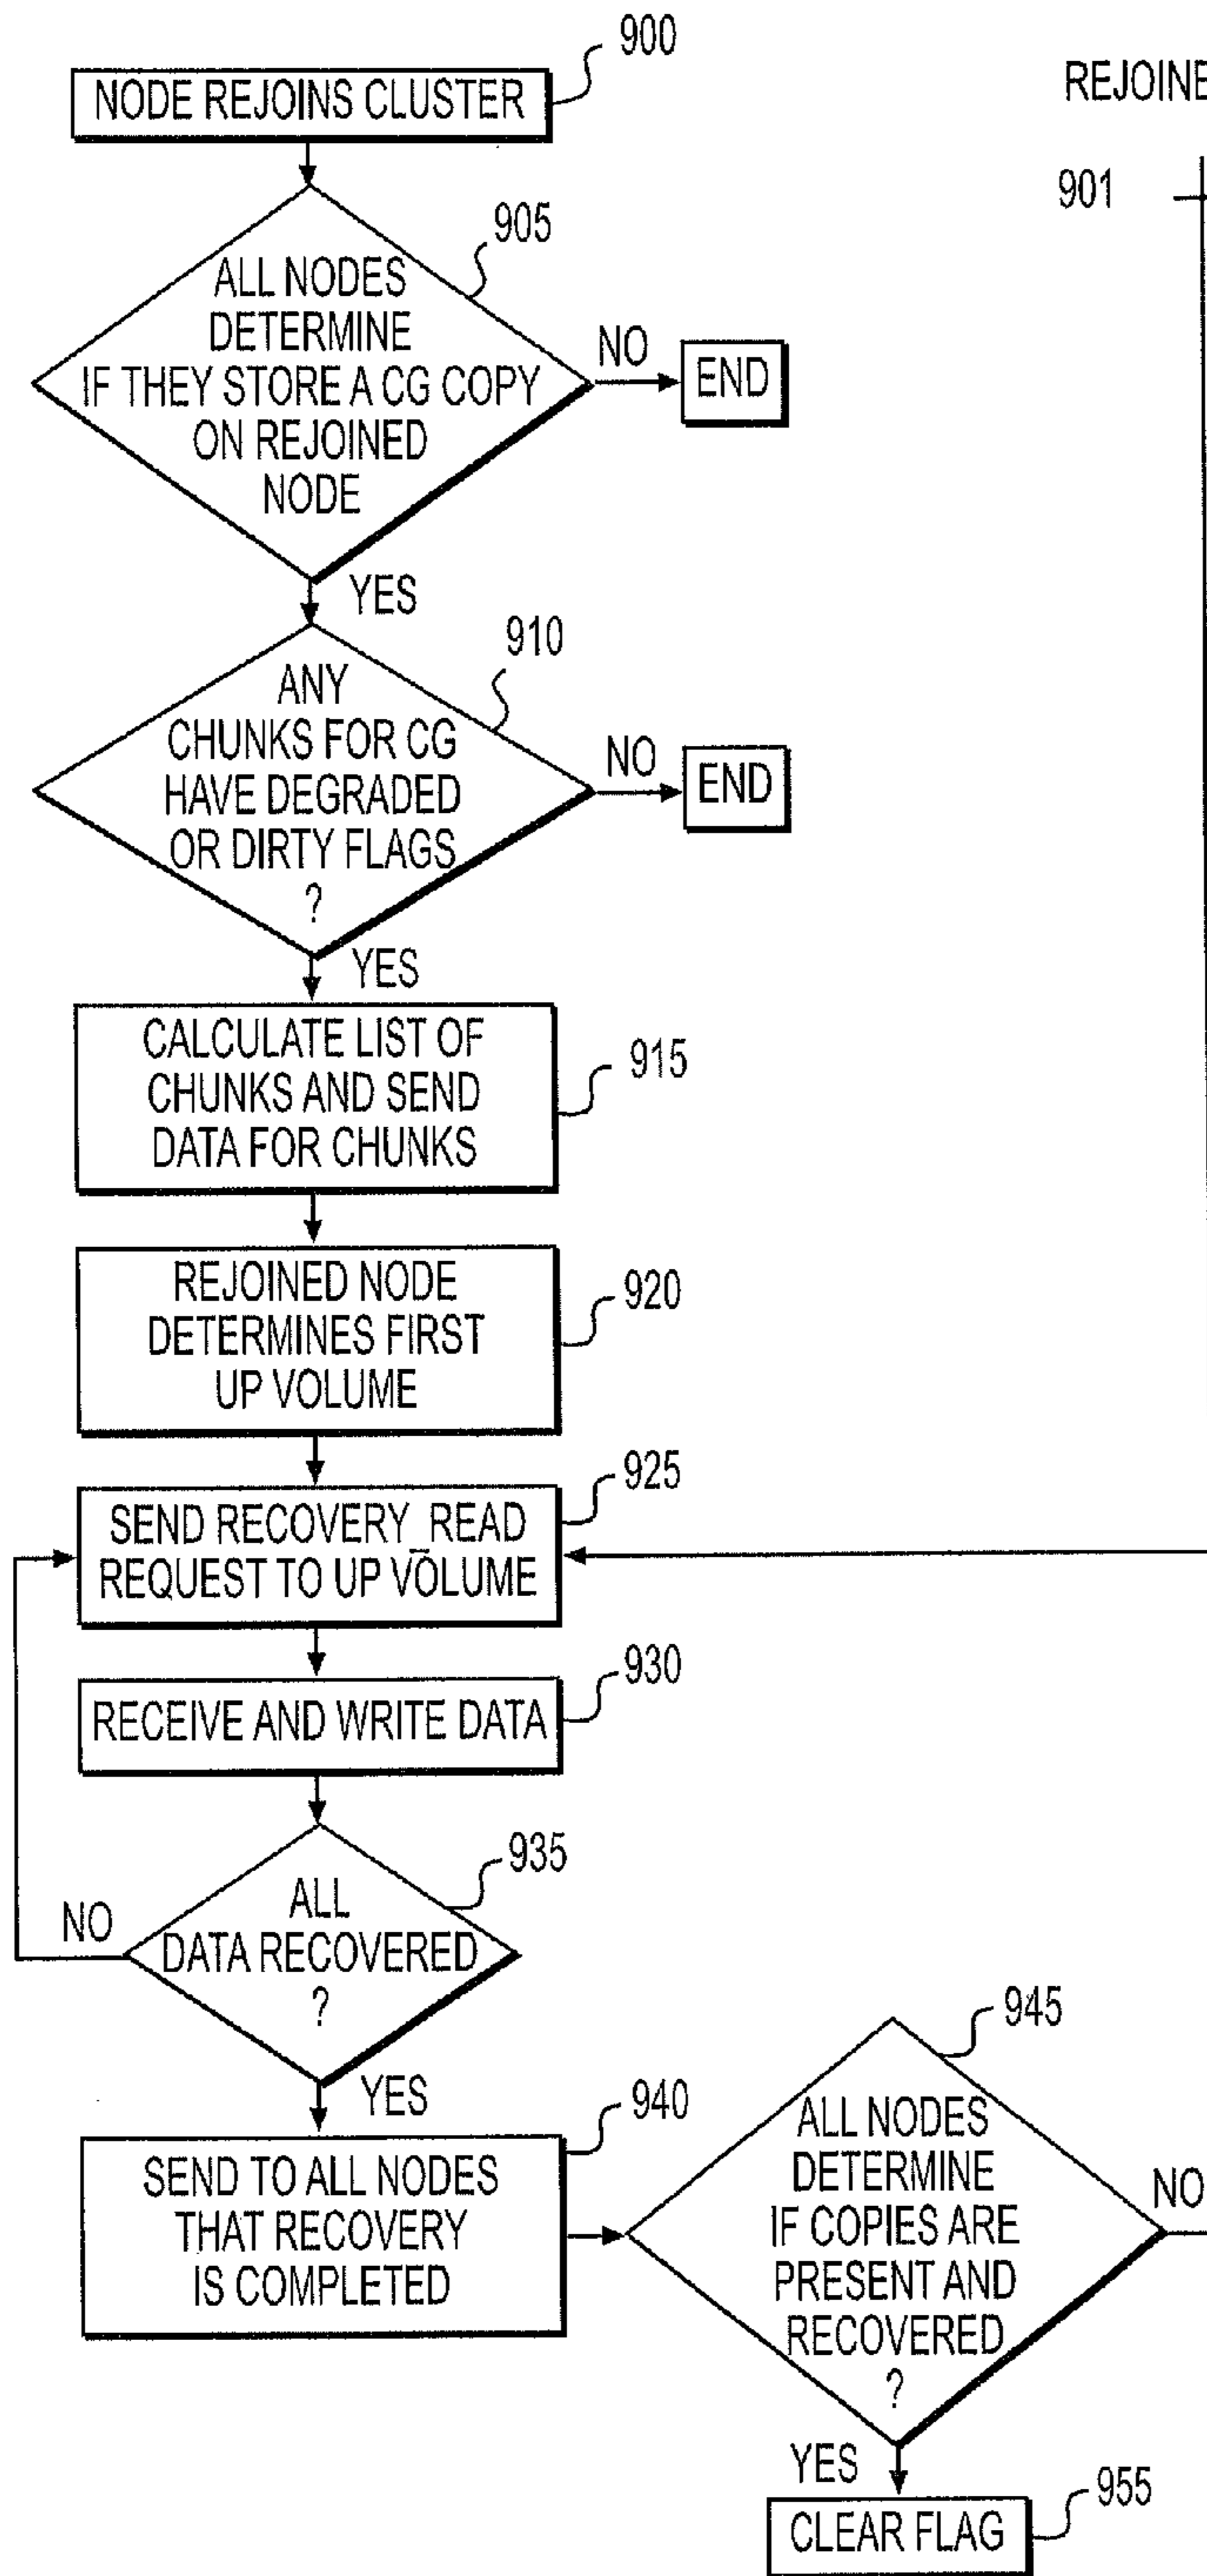 900
NODE REJOINS CLUSTER
REJOINE
901
905
ALL NODES
DETERMINE
IF THEY STORE A CG COPY
ON REJOINED
NODE
NO
END
YES
910
ANY
CHUNKS FOR CG
HAVE DEGRADED
OR DIRTY FLAGS
?
NO
END
YES
CALCULATE LIST OF
CHUNKS AND SEND
DATA FOR CHUNKS
915
REJOINED NODE
DETERMINES FIRST
UP VOLUME
920
925
SEND RECOVERY_READ
REQUEST TO UP VOLUME
930
RECEIVE AND WRITE DATA
935
ALL
DATA RECOVERED
?
NO
YES
940
SEND TO ALL NODES
THAT RECOVERY
IS COMPLETED
945
ALL NODES
DETERMINE
IF COPIES ARE
PRESENT AND
RECOVERED
?
NO
YES
955
CLEAR FLAG